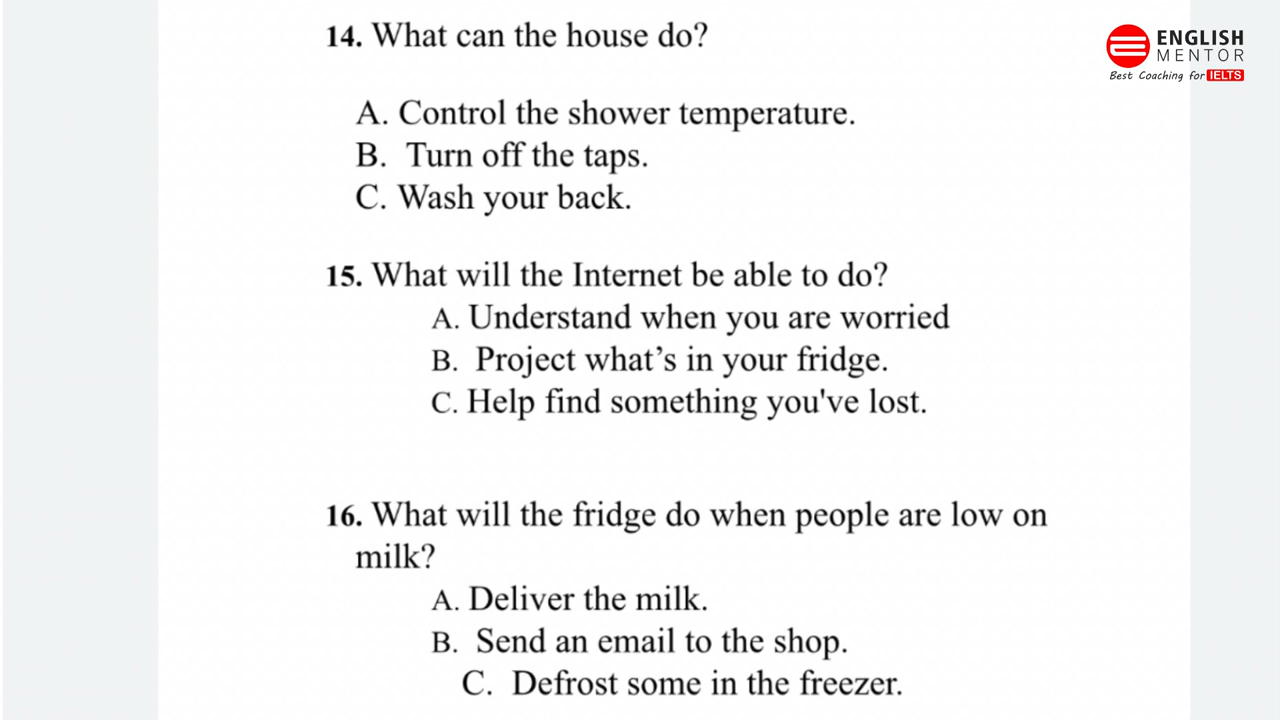 14. What can the house do?
ENGLISH
MENTOR
Best Coaching for IELTS
A. Control the shower temperature.
B. Turn off the taps.
C. Wash your back.
15. What will the Internet be able to do?
A. Understand when you are worried
B. Project what’s in your fridge.
C. Help find something you've lost.
16. What will the fridge do when people are low on
milk?
A. Deliver the milk.
B. Send an email to the shop.
C. Defrost some in the freezer.